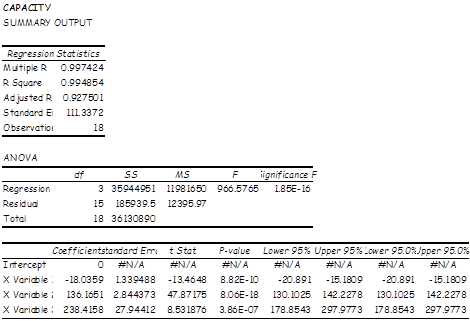 CAPACITY
SUMMARY OUTPUT
Regression Statistics
Multiple R 0.997424
R Square 0.994854
Adjusted R 0.927501
Standard E 111.3372
Observatio 18
ANOVA
df SS MS F ignificance F
Regression 3 35944951 11981650 966.5765 1.85E-16
Residual 15 185939.5 12395.97
Total 18 36130890
Coefficients tandard Erro t Stat P-value Lower 95% Upper 95% Lower 95.0% Upper 95.0%
Intercept 0 #N/A #N/A #N/A #N/A #N/A #N/A #N/A
X Variable -18.0359 1.339488 -13.4648 8.82E-10 -20.891 -15.1809 -20.891 -15.1809
X Variable 136.1651 2.844373 47.87175 8.06E-18 130.1025 142.2278 130.1025 142.2278
X Variable 238.4158 27.94412 8.531876 3.86E-07 178.8543 297.9773 178.8543 297.9773